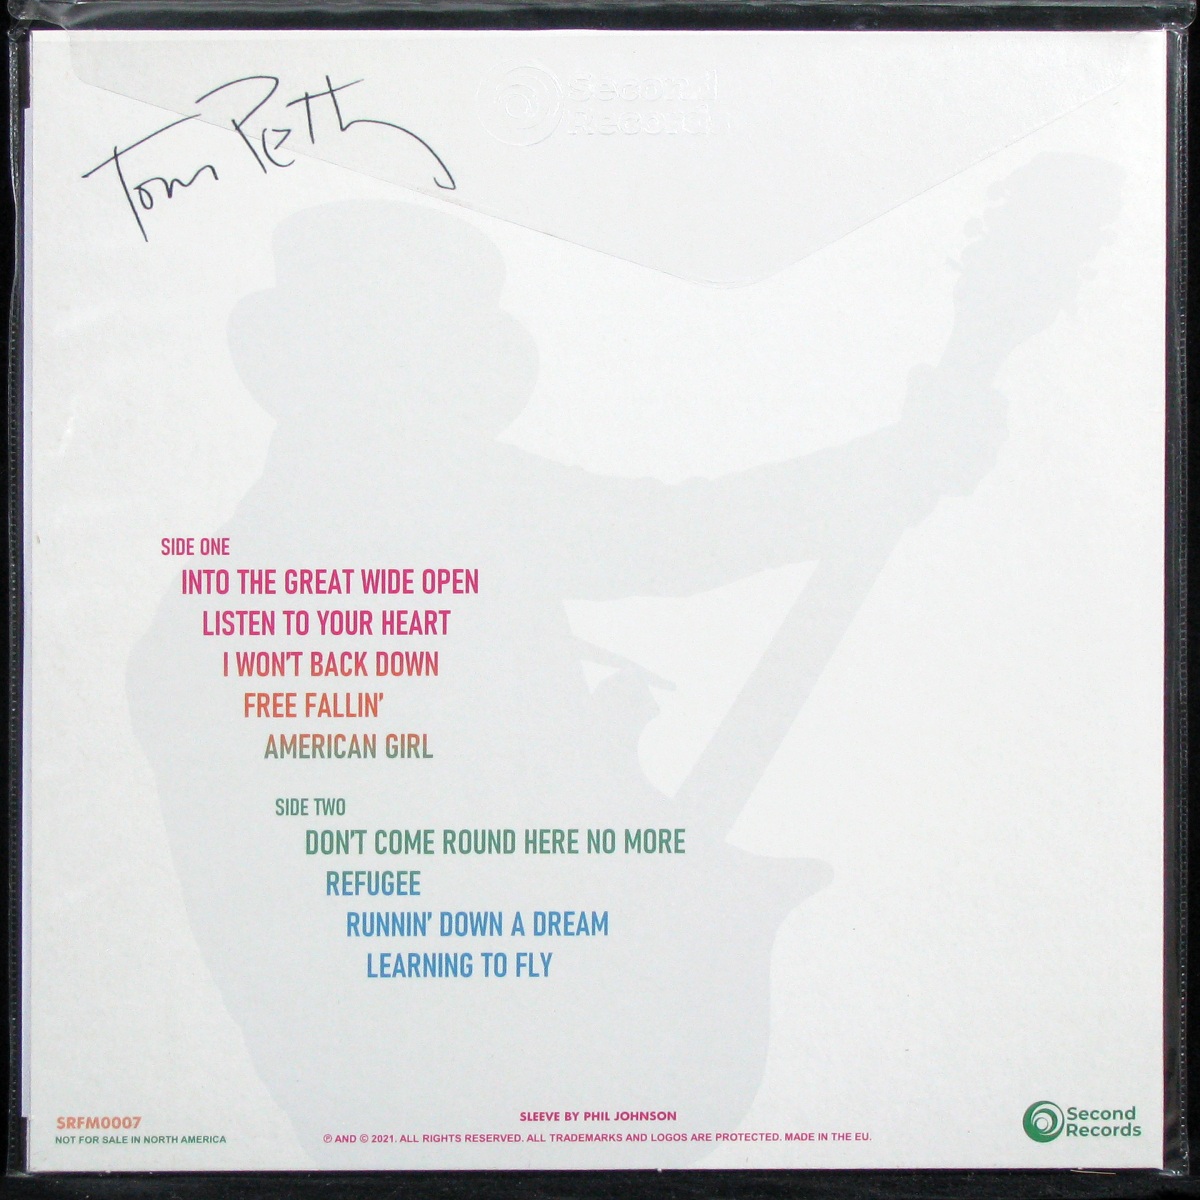 Tom Petty
Second
Records
SIDE ONE
INTO THE GREAT WIDE OPEN
LISTEN TO YOUR HEART
I WON'T BACK DOWN
FREE FALLIN'
AMERICAN GIRL
SIDE TWO
DON'T COME ROUND HERE NO MORE
REFUGEE
RUNNIN' DOWN A DREAM
LEARNING TO FLY
SRFM0007
NOT FOR SALE IN NORTH AMERICA
SLEEVE BY PHIL JOHNSON
℗ AND © 2021. ALL RIGHTS RESERVED. ALL TRADEMARKS AND LOGOS ARE PROTECTED. MADE IN THE EU.
Second
Records